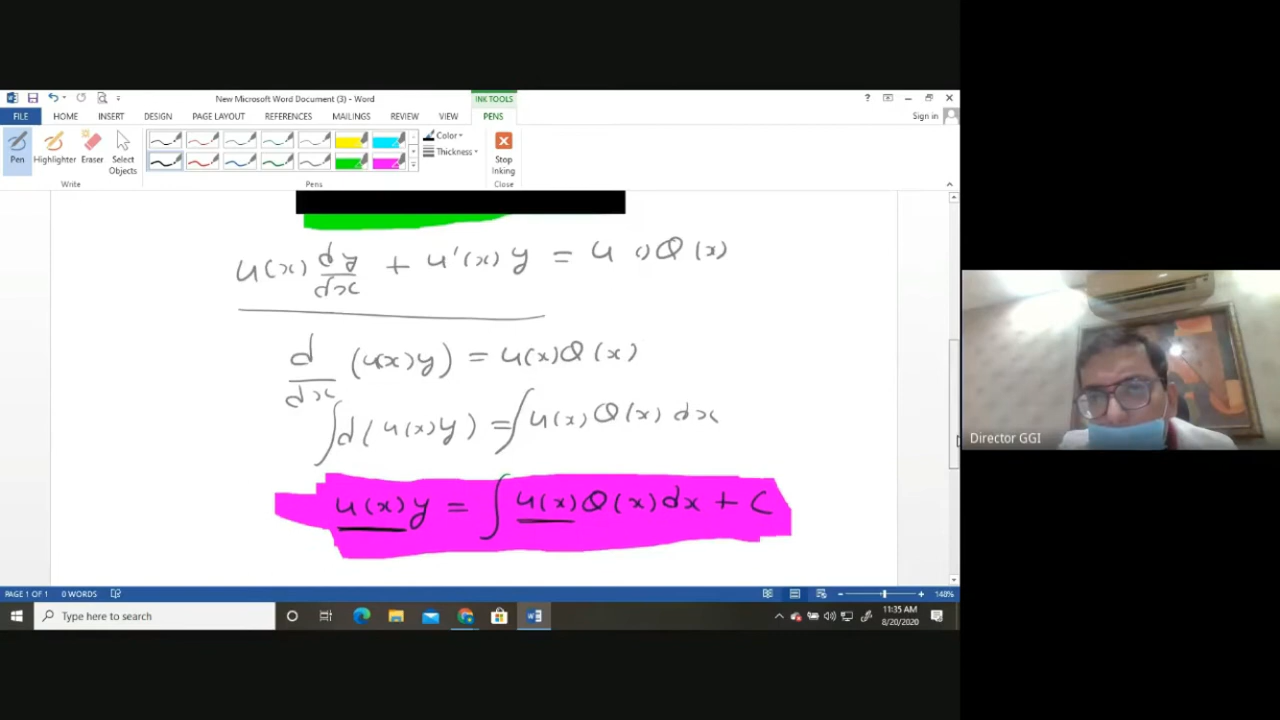 New Microsoft Word Document (3) - Word
INK TOOLS
Sign in
FILE HOME INSERT DESIGN PAGE LAYOUT REFERENCES MAILINGS REVIEW VIEW PENS
Pen Highlighter Eraser Select Objects
Color
Thickness
Stop Inking
Write Pens Close
u(x) dy/dx + u'(x) y = u ()Q(x)
d/dx (u(x)y) = u(x)Q(x)
∫d(u(x)y) = ∫u(x)Q(x) dx
u(x)y = ∫u(x)Q(x)dx + C
Director GGI
PAGE 1 OF 1 0 WORDS 148%
Type here to search
11:35 AM
8/20/2020